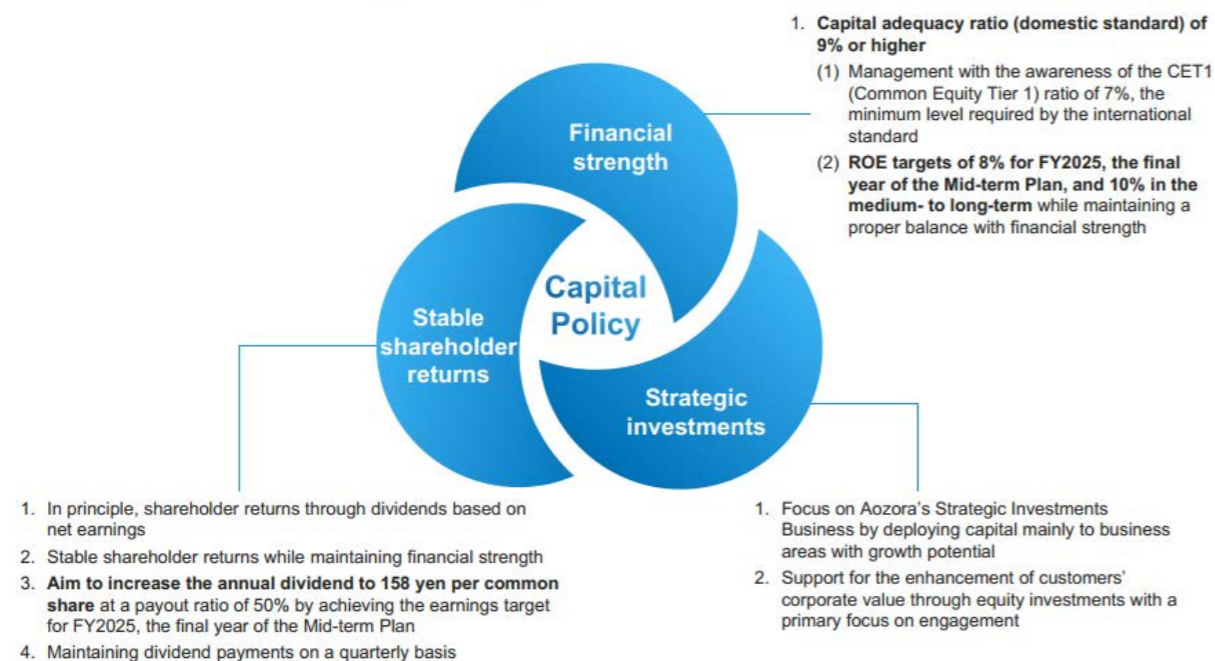 1. Capital adequacy ratio (domestic standard) of
9% or higher
(1) Management with the awareness of the CET1
(Common Equity Tier 1) ratio of 7%, the
minimum level required by the international
standard
(2) ROE targets of 8% for FY2025, the final
year of the Mid-term Plan, and 10% in the
medium- to long-term while maintaining a
proper balance with financial strength
Financial
strength
Capital
Policy
Stable
shareholder
returns
Strategic
investments
1. In principle, shareholder returns through dividends based on
net earnings
2. Stable shareholder returns while maintaining financial strength
3. Aim to increase the annual dividend to 158 yen per common
share at a payout ratio of 50% by achieving the earnings target
for FY2025, the final year of the Mid-term Plan
4. Maintaining dividend payments on a quarterly basis
1. Focus on Aozora's Strategic Investments
Business by deploying capital mainly to business
areas with growth potential
2. Support for the enhancement of customers'
corporate value through equity investments with a
primary focus on engagement